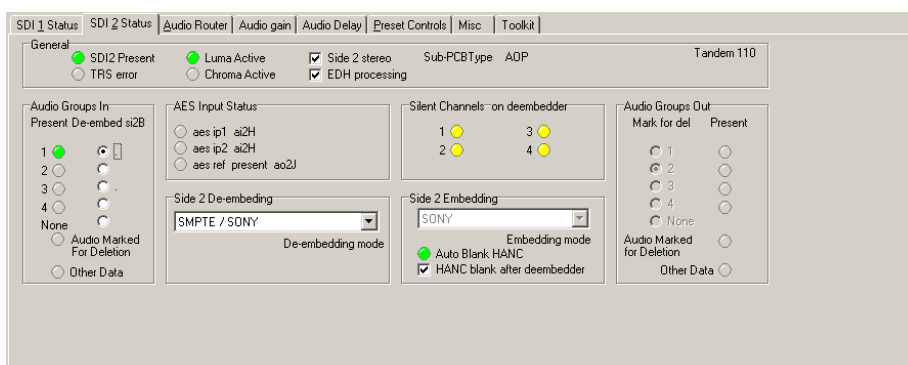 SDI 1 Status SDI 2 Status Audio Router Audio gain Audio Delay Preset Controls Misc Toolkit
General
SDI2 Present Luma Active Side 2 stereo Sub-PCBType AOP Tandem 110
TRS error Chroma Active EDH processing
Audio Groups In
Present De-embed si2B
1 .
2
3 .
4
None
Audio Marked
For Deletion
Other Data
AES Input Status
aes ip1 ai2H
aes ip2 ai2H
aes ref present ao2J
Side 2 De-embeding
SMPTE / SONY
De-embedding mode
Silent Channels on deembedder
1 3
2 4
Side 2 Embedding
SONY
Embedding mode
Auto Blank HANC
HANC blank after deembedder
Audio Groups Out
Mark for del Present
1
2
3
4
None
Audio Marked
for Deletion
Other Data